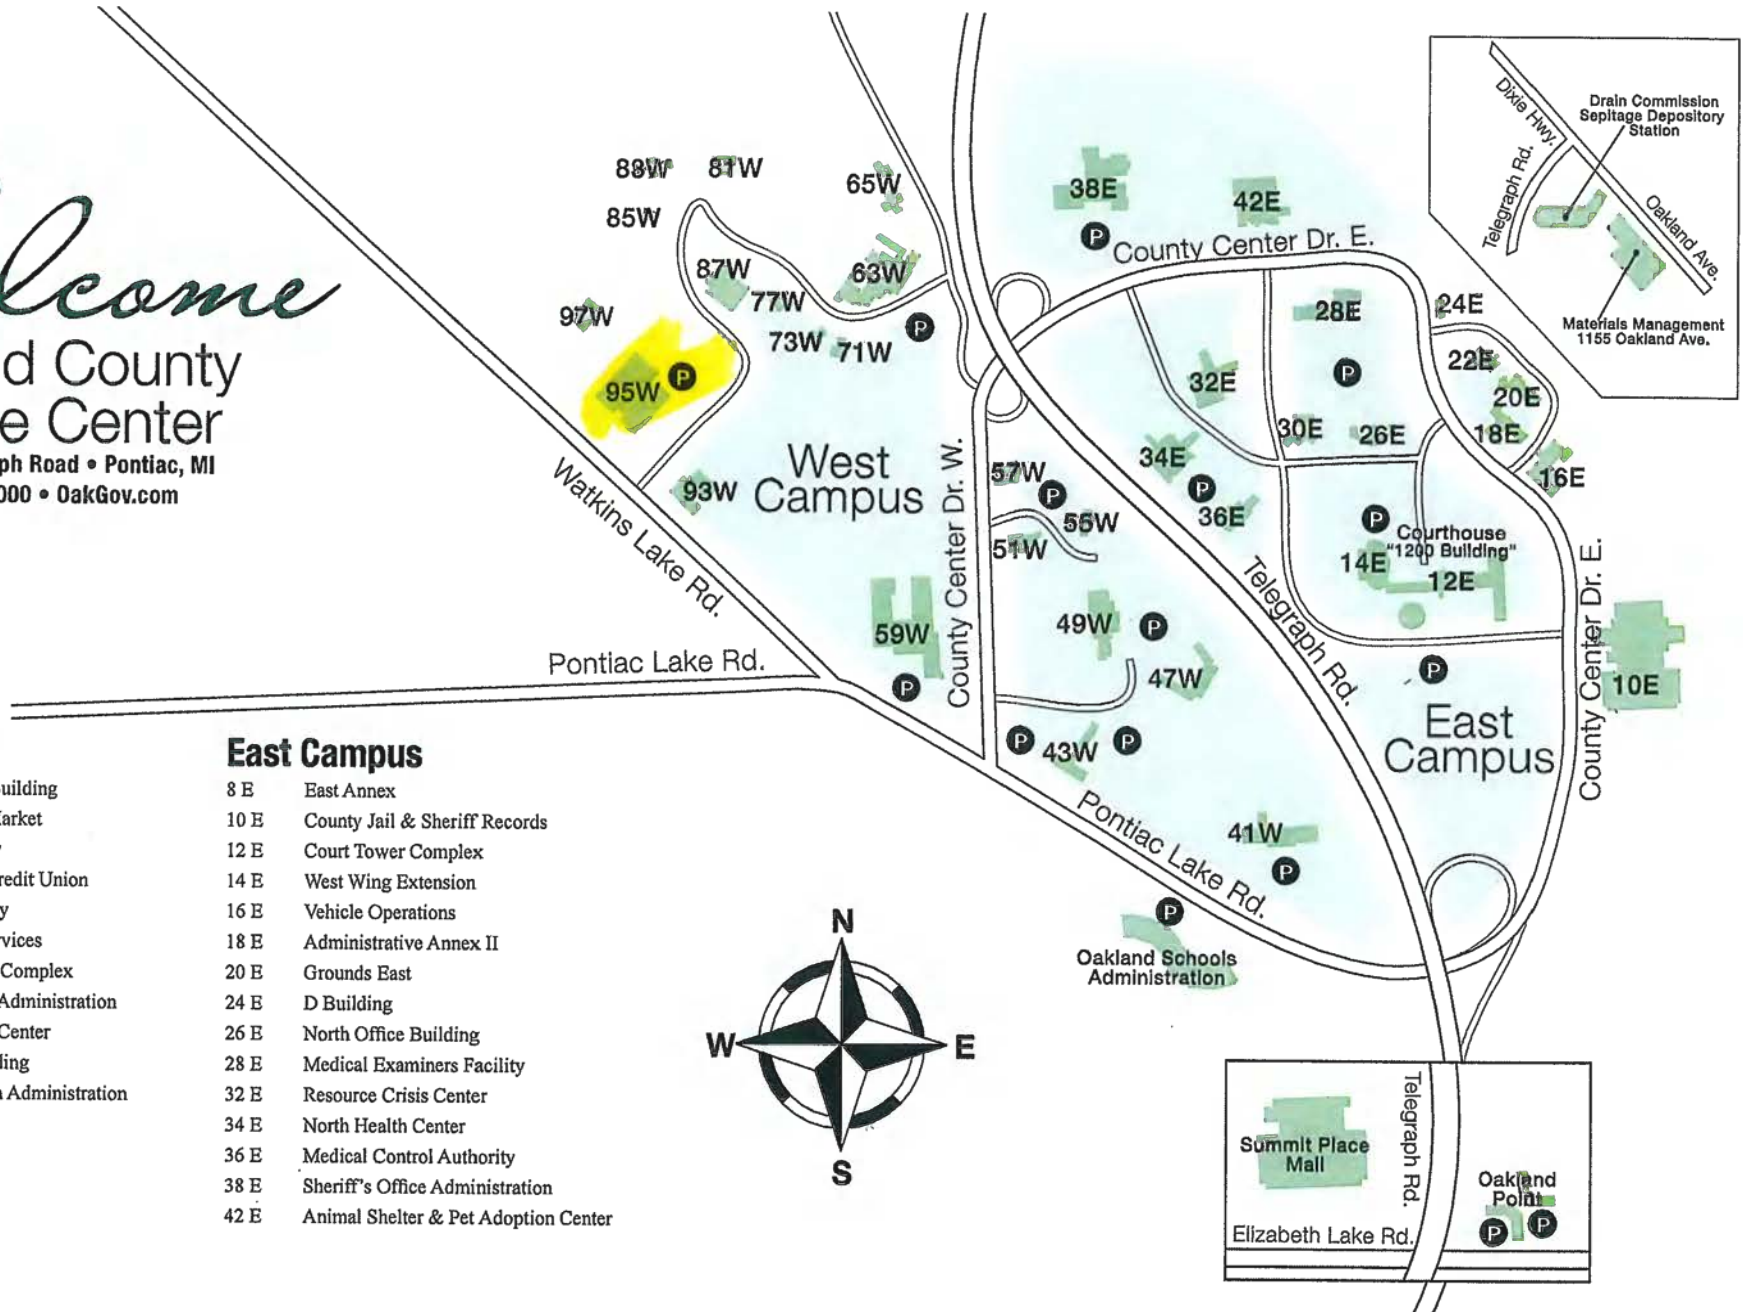 lcome
d County
e Center
ph Road • Pontiac, MI
000 • OakGov.com
88W
81W
85W
65W
87W
63W
77W
97W
73W
71W
95W
P
P
93W
West
Campus
Watkins Lake Rd.
Pontiac Lake Rd.
59W
P
County Center Dr. W.
57W
P
55W
51W
49W
P
47W
P
43W
P
41W
P
Pontiac Lake Rd.
P
Oakland Schools
Administration
Telegraph Rd.
38E
P
42E
County Center Dr. E.
28E
P
24E
22E
20E
18E
16E
32E
30E
26E
34E
P
36E
P
Courthouse
"1200 Building"
14E
12E
P
County Center Dr. E.
10E
East
Campus
Dixie Hwy.
Telegraph Rd.
Drain Commission
Sepitage Depository
Station
Oakland Ave.
Materials Management
1155 Oakland Ave.
uilding
arket
redit Union
y
vices
Complex
Administration
Center
ling
Administration
East Campus
8 E East Annex
10 E County Jail & Sheriff Records
12 E Court Tower Complex
14 E West Wing Extension
16 E Vehicle Operations
18 E Administrative Annex II
20 E Grounds East
24 E D Building
26 E North Office Building
28 E Medical Examiners Facility
32 E Resource Crisis Center
34 E North Health Center
36 E Medical Control Authority
38 E Sheriff's Office Administration
42 E Animal Shelter & Pet Adoption Center
N
W
E
S
Summit Place
Mall
Telegraph Rd.
Oakland
Point
P
P
Elizabeth Lake Rd.